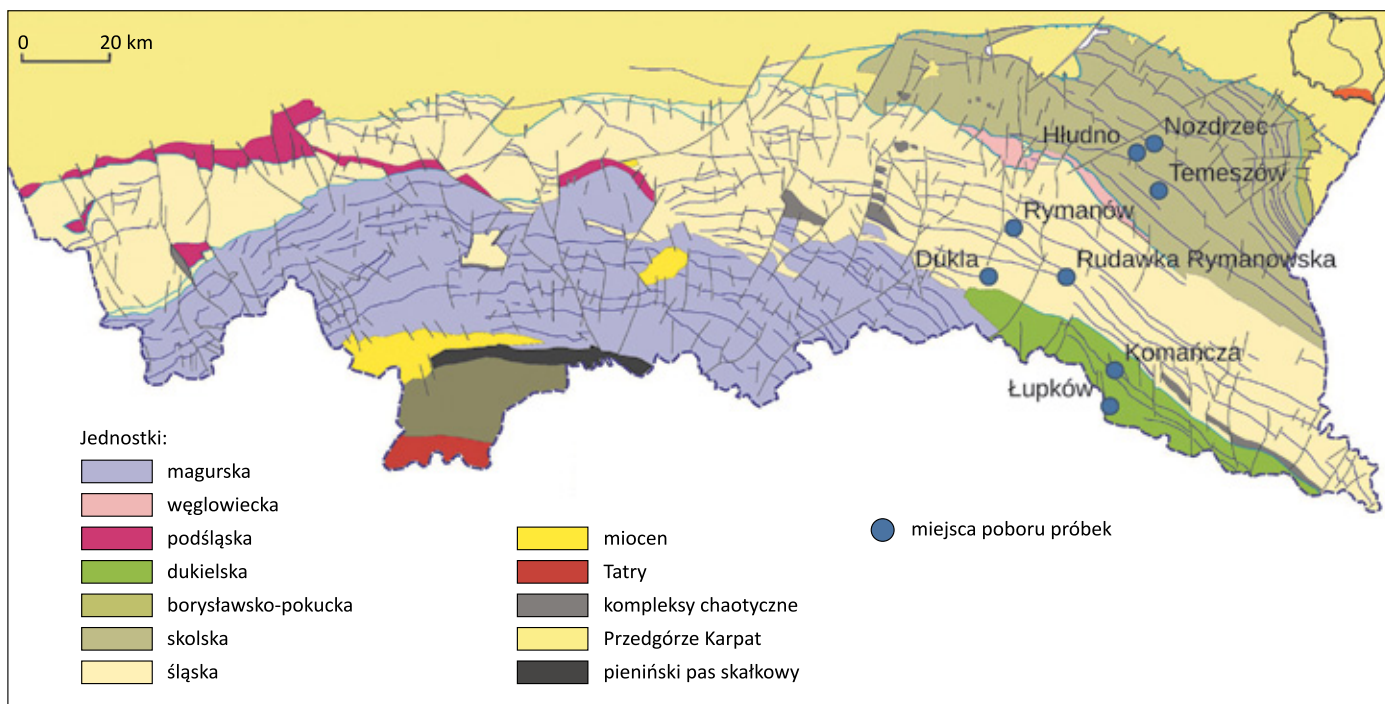 0 20 km
Hłudno
Nozdrzec
Temeszów
Rymanów
Dukla
Rudawka Rymanowska
Komańcza
Łupków
Jednostki:
magurska
węglowiecka
podśląska
dukielska
borysławsko-pokucka
skolska
śląska
miocen
Tatry
kompleksy chaotyczne
Przedgórze Karpat
pieniński pas skałkowy
miejsca poboru próbek